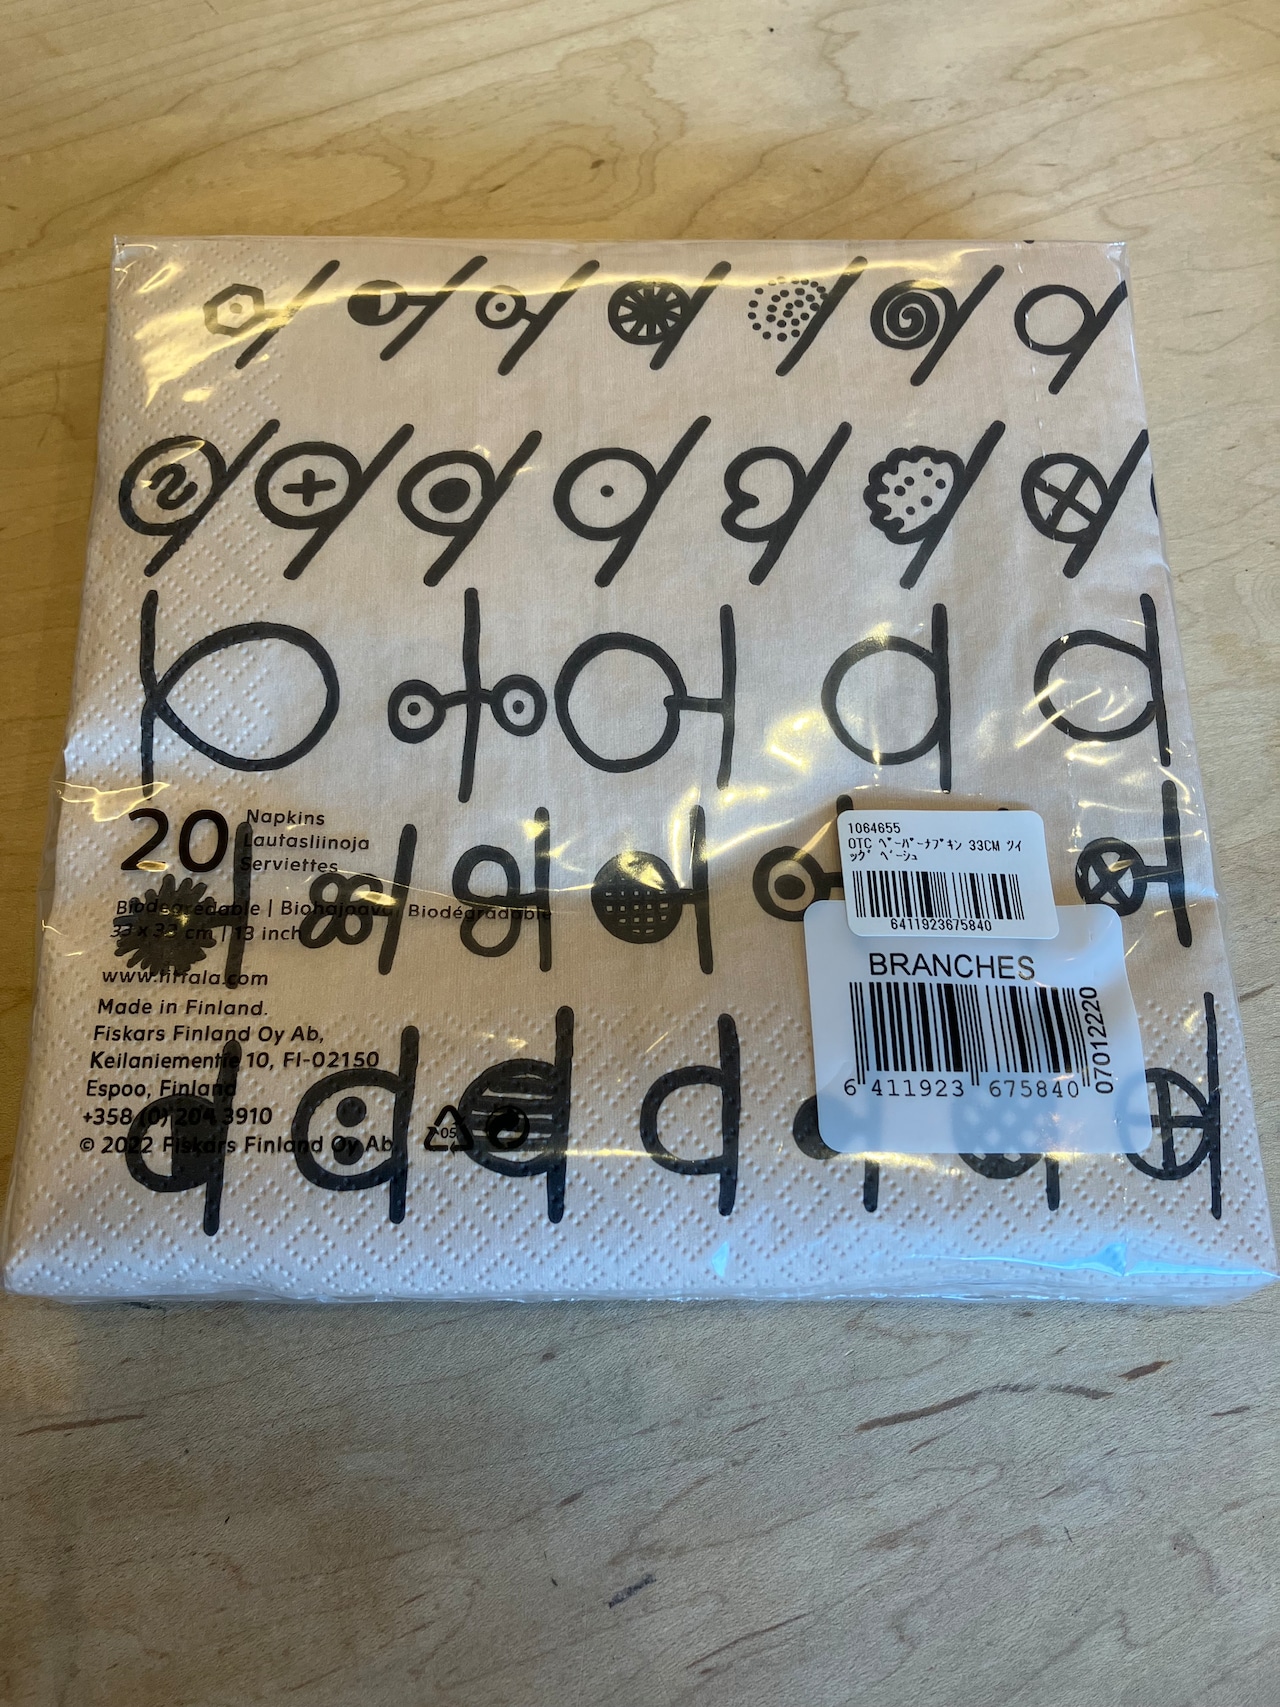 20
Napkins
Lautasliinoja
Serviettes
Biodegredable | Biohajoava | Biodégradable
33 x 33 cm | 13 inch
www.iittala.com
Made in Finland.
Fiskars Finland Oy Ab,
Keilaniementie 10, FI-02150
Espoo, Finland
+358 (0) 204 3910
© 2022 Fiskars Finland Oy Ab
05
1064655
OTC ﾍﾟｰﾊﾟｰﾅﾌﾟｷﾝ 33CM ﾂｲ
ｯｸﾞ ﾍﾞｰｼｭ
6411923675840
BRANCHES
6 411923 675840
07012220